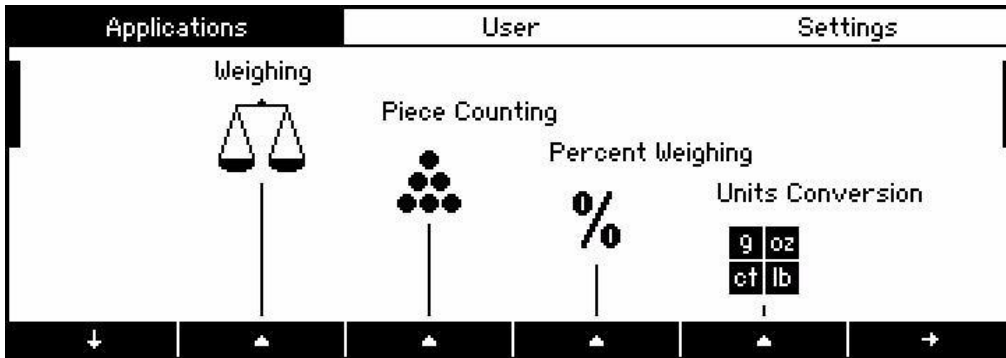 Applications User Settings
Weighing
Piece Counting
Percent Weighing
Units Conversion
g oz
ct lb